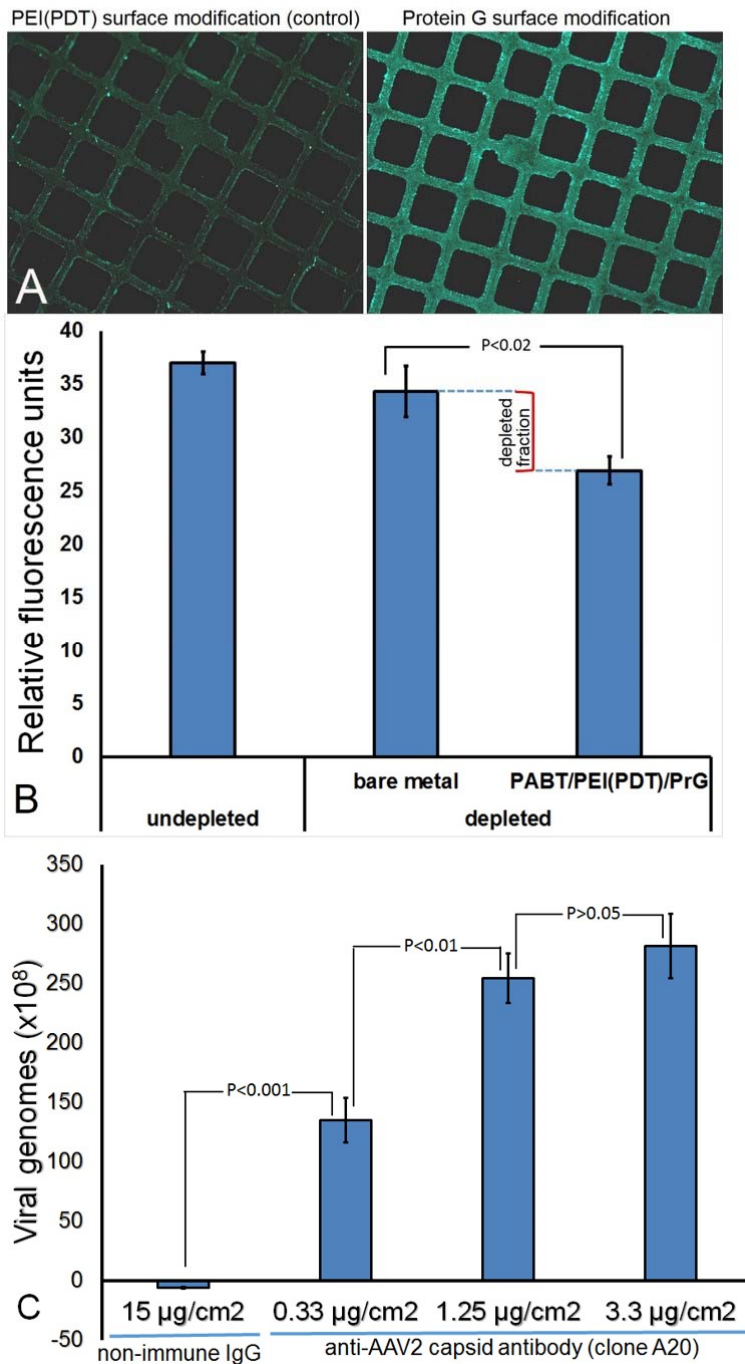 PEI(PDT) surface modification (control)
Protein G surface modification
A
40
35
30
25
20
15
10
5
0
Relative fluorescence units
P<0.02
depleted
fraction
bare metal
PABT/PEI(PDT)/PrG
undepleted
depleted
B
350
300
250
200
150
100
50
0
-50
Viral genomes (x10⁸)
P<0.001
P<0.01
P>0.05
C
15 µg/cm2
0.33 µg/cm2
1.25 µg/cm2
3.3 µg/cm2
non-immune IgG
anti-AAV2 capsid antibody (clone A20)